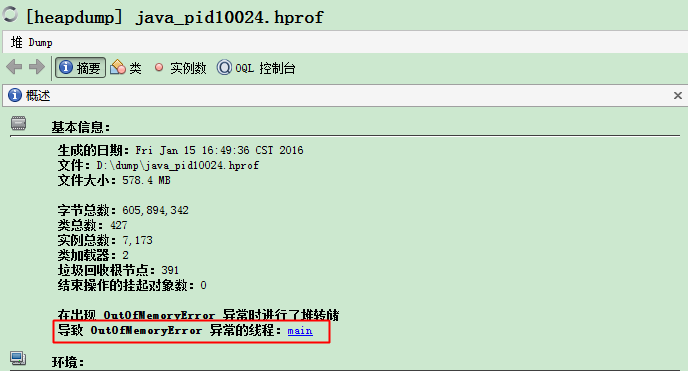 [heapdump] java_pid10024.hprof
堆 Dump
摘要 类 实例数 OQL 控制台
概述
基本信息：
生成的日期：Fri Jan 15 16:49:36 CST 2016
文件：D:\dump\java_pid10024.hprof
文件大小：578.4 MB
字节总数：605,894,342
类总数：427
实例总数：7,173
类加载器：2
垃圾回收根节点：391
结束操作的挂起对象数：0
在出现 OutOfMemoryError 异常时进行了堆转储
导致 OutOfMemoryError 异常的线程：main
环境：